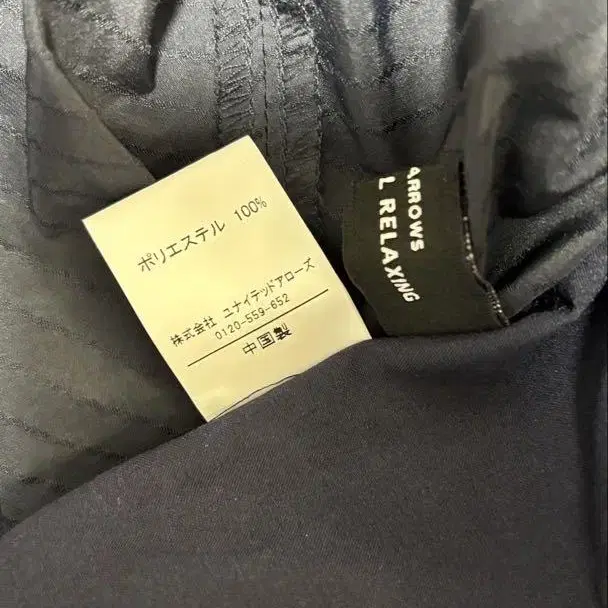 ポリエステル 100%
株式会社 ユナイテッドアローズ
0120-559-652
中国製
ARROWS
L RELAXING